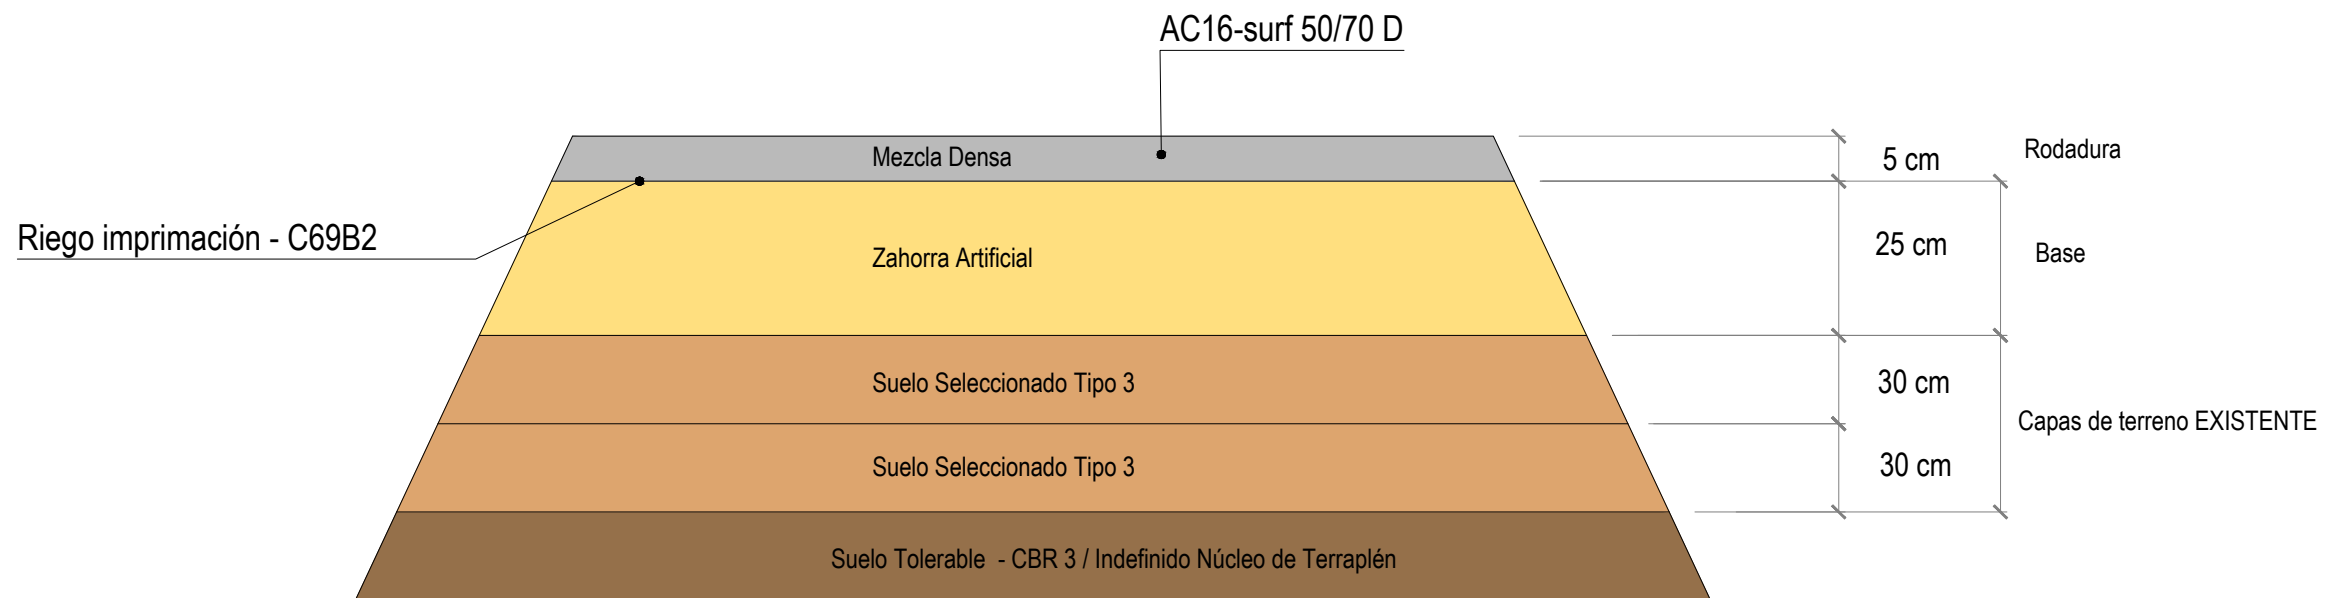 AC16-surf 50/70 D
Mezcla Densa
5 cm
Rodadura
Riego imprimación - C69B2
Zahorra Artificial
25 cm
Base
Suelo Seleccionado Tipo 3
30 cm
Capas de terreno EXISTENTE
Suelo Seleccionado Tipo 3
30 cm
Suelo Tolerable - CBR 3 / Indefinido Núcleo de Terraplén